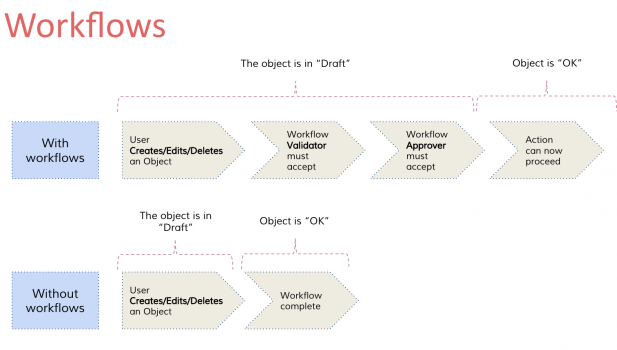 Workflows
The object is in “Draft”
Object is “OK”
With
workflows
User
Creates/Edits/Deletes
an Object
Workflow
Validator
must
accept
Workflow
Approver
must
accept
Action
can now
proceed
The object is in
“Draft”
Object is “OK”
Without
workflows
User
Creates/Edits/Deletes
an Object
Workflow
complete